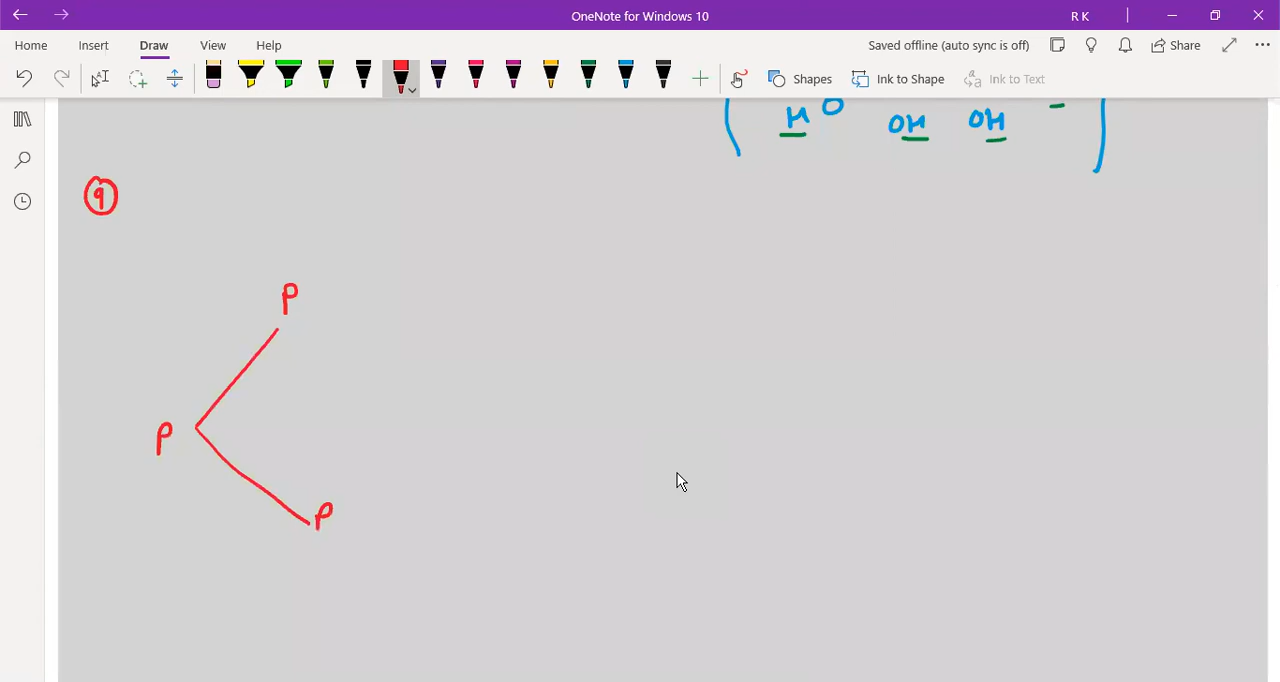 OneNote for Windows 10
R K
Home Insert Draw View Help
Saved offline (auto sync is off) Share
Shapes Ink to Shape Ink to Text
H O OH OH
9
P
P
P